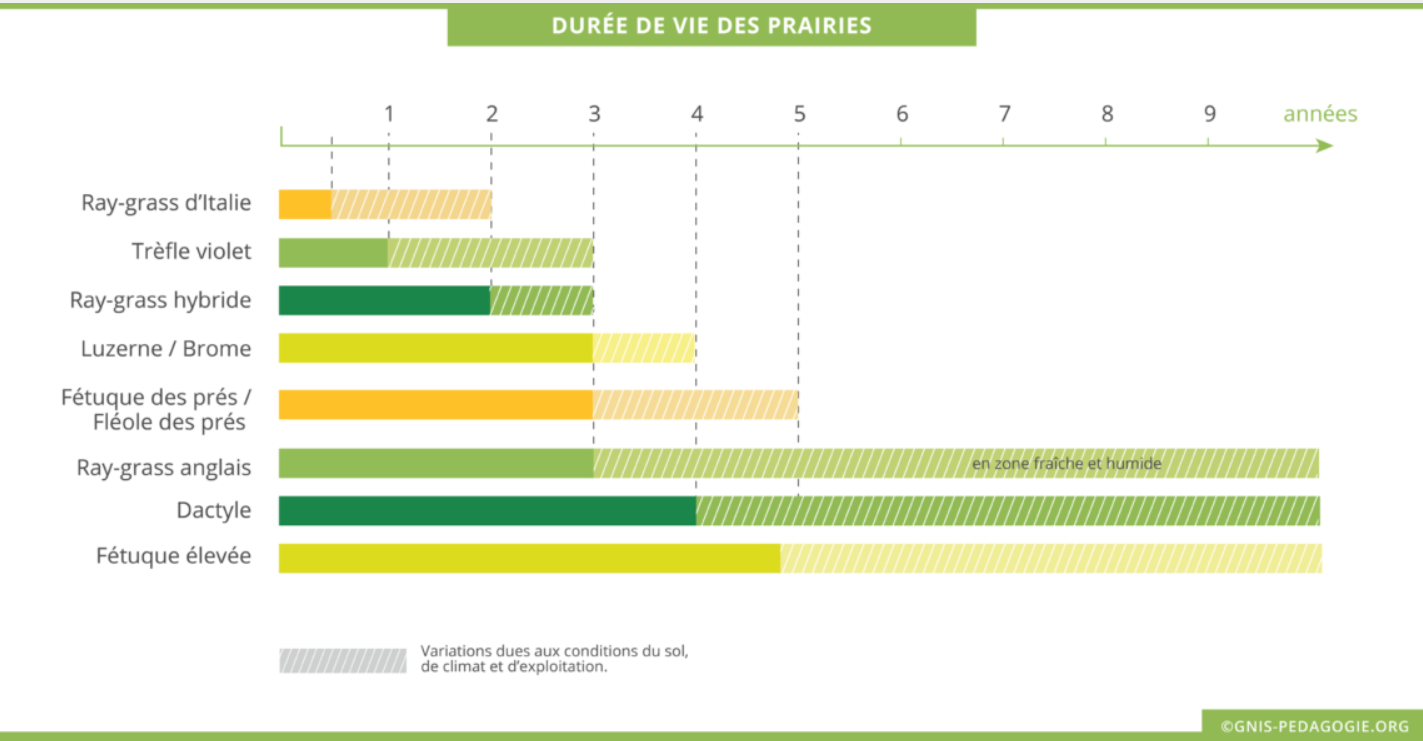 DURÉE DE VIE DES PRAIRIES
1 2 3 4 5 6 7 8 9 années
Ray-grass d’Italie
Trèfle violet
Ray-grass hybride
Luzerne / Brome
Fétuque des prés /
Fléole des prés
Ray-grass anglais
en zone fraîche et humide
Dactyle
Fétuque élevée
Variations dues aux conditions du sol,
de climat et d’exploitation.
©GNIS-PEDAGOGIE.ORG